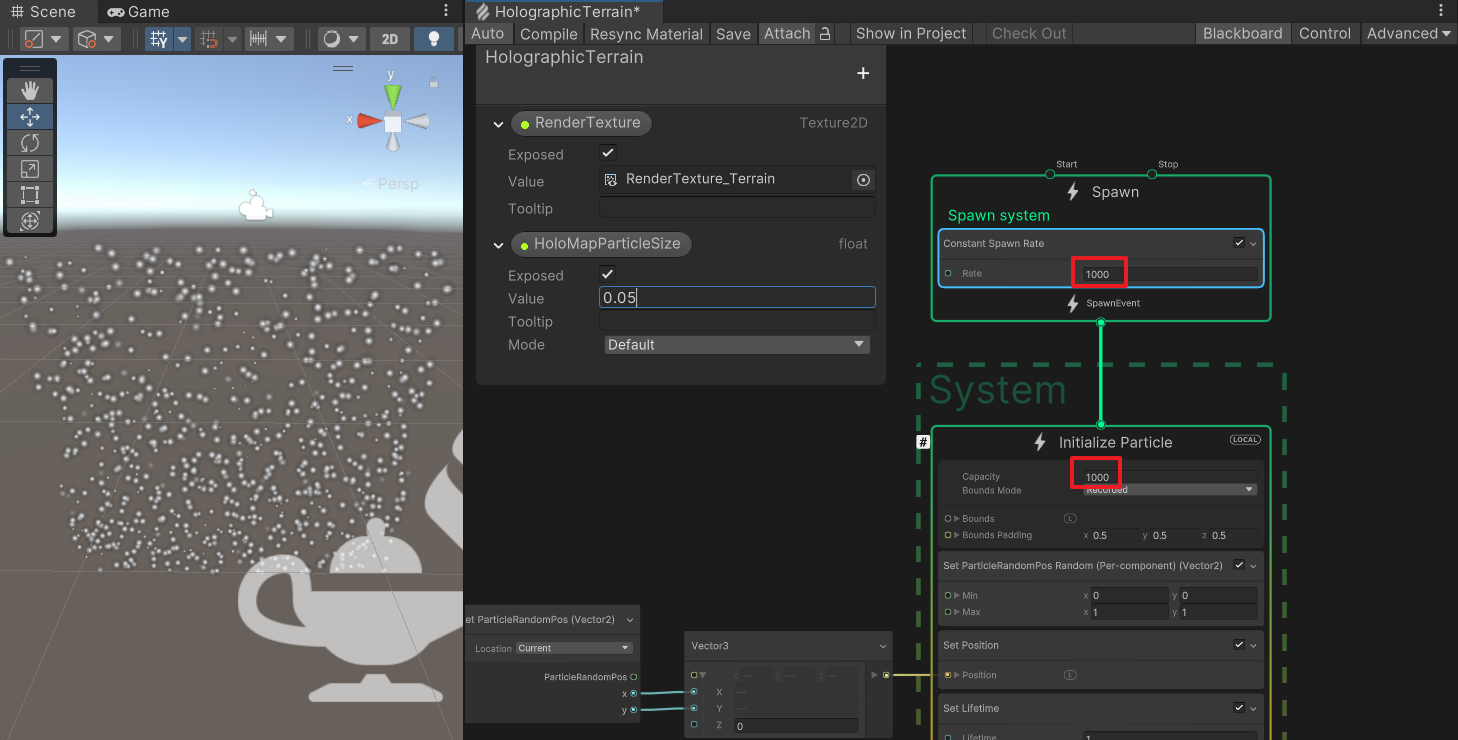 Scene Game
HolographicTerrain*
Auto Compile Resync Material Save Attach Show in Project Check Out Blackboard Control Advanced
2D
y
x
Persp
HolographicTerrain
+
RenderTexture Texture2D
Exposed
Value RenderTexture_Terrain
Tooltip
HoloMapParticleSize float
Exposed
Value 0.05
Tooltip
Mode Default
Start Stop
Spawn
Spawn system
Constant Spawn Rate
Rate 1000
SpawnEvent
System
# Initialize Particle LOCAL
Capacity 1000
Bounds Mode Recorded
Bounds L
Bounds Padding x 0.5 y 0.5 z 0.5
Set ParticleRandomPos Random (Per-component) (Vector2)
Min x 0 y 0
Max x 1 y 1
Set Position
Position L
Set Lifetime
Lifetime 1
et ParticleRandomPos (Vector2)
Location Current
ParticleRandomPos
x
y
Vector3
x — y — z —
X —
Y —
Z 0